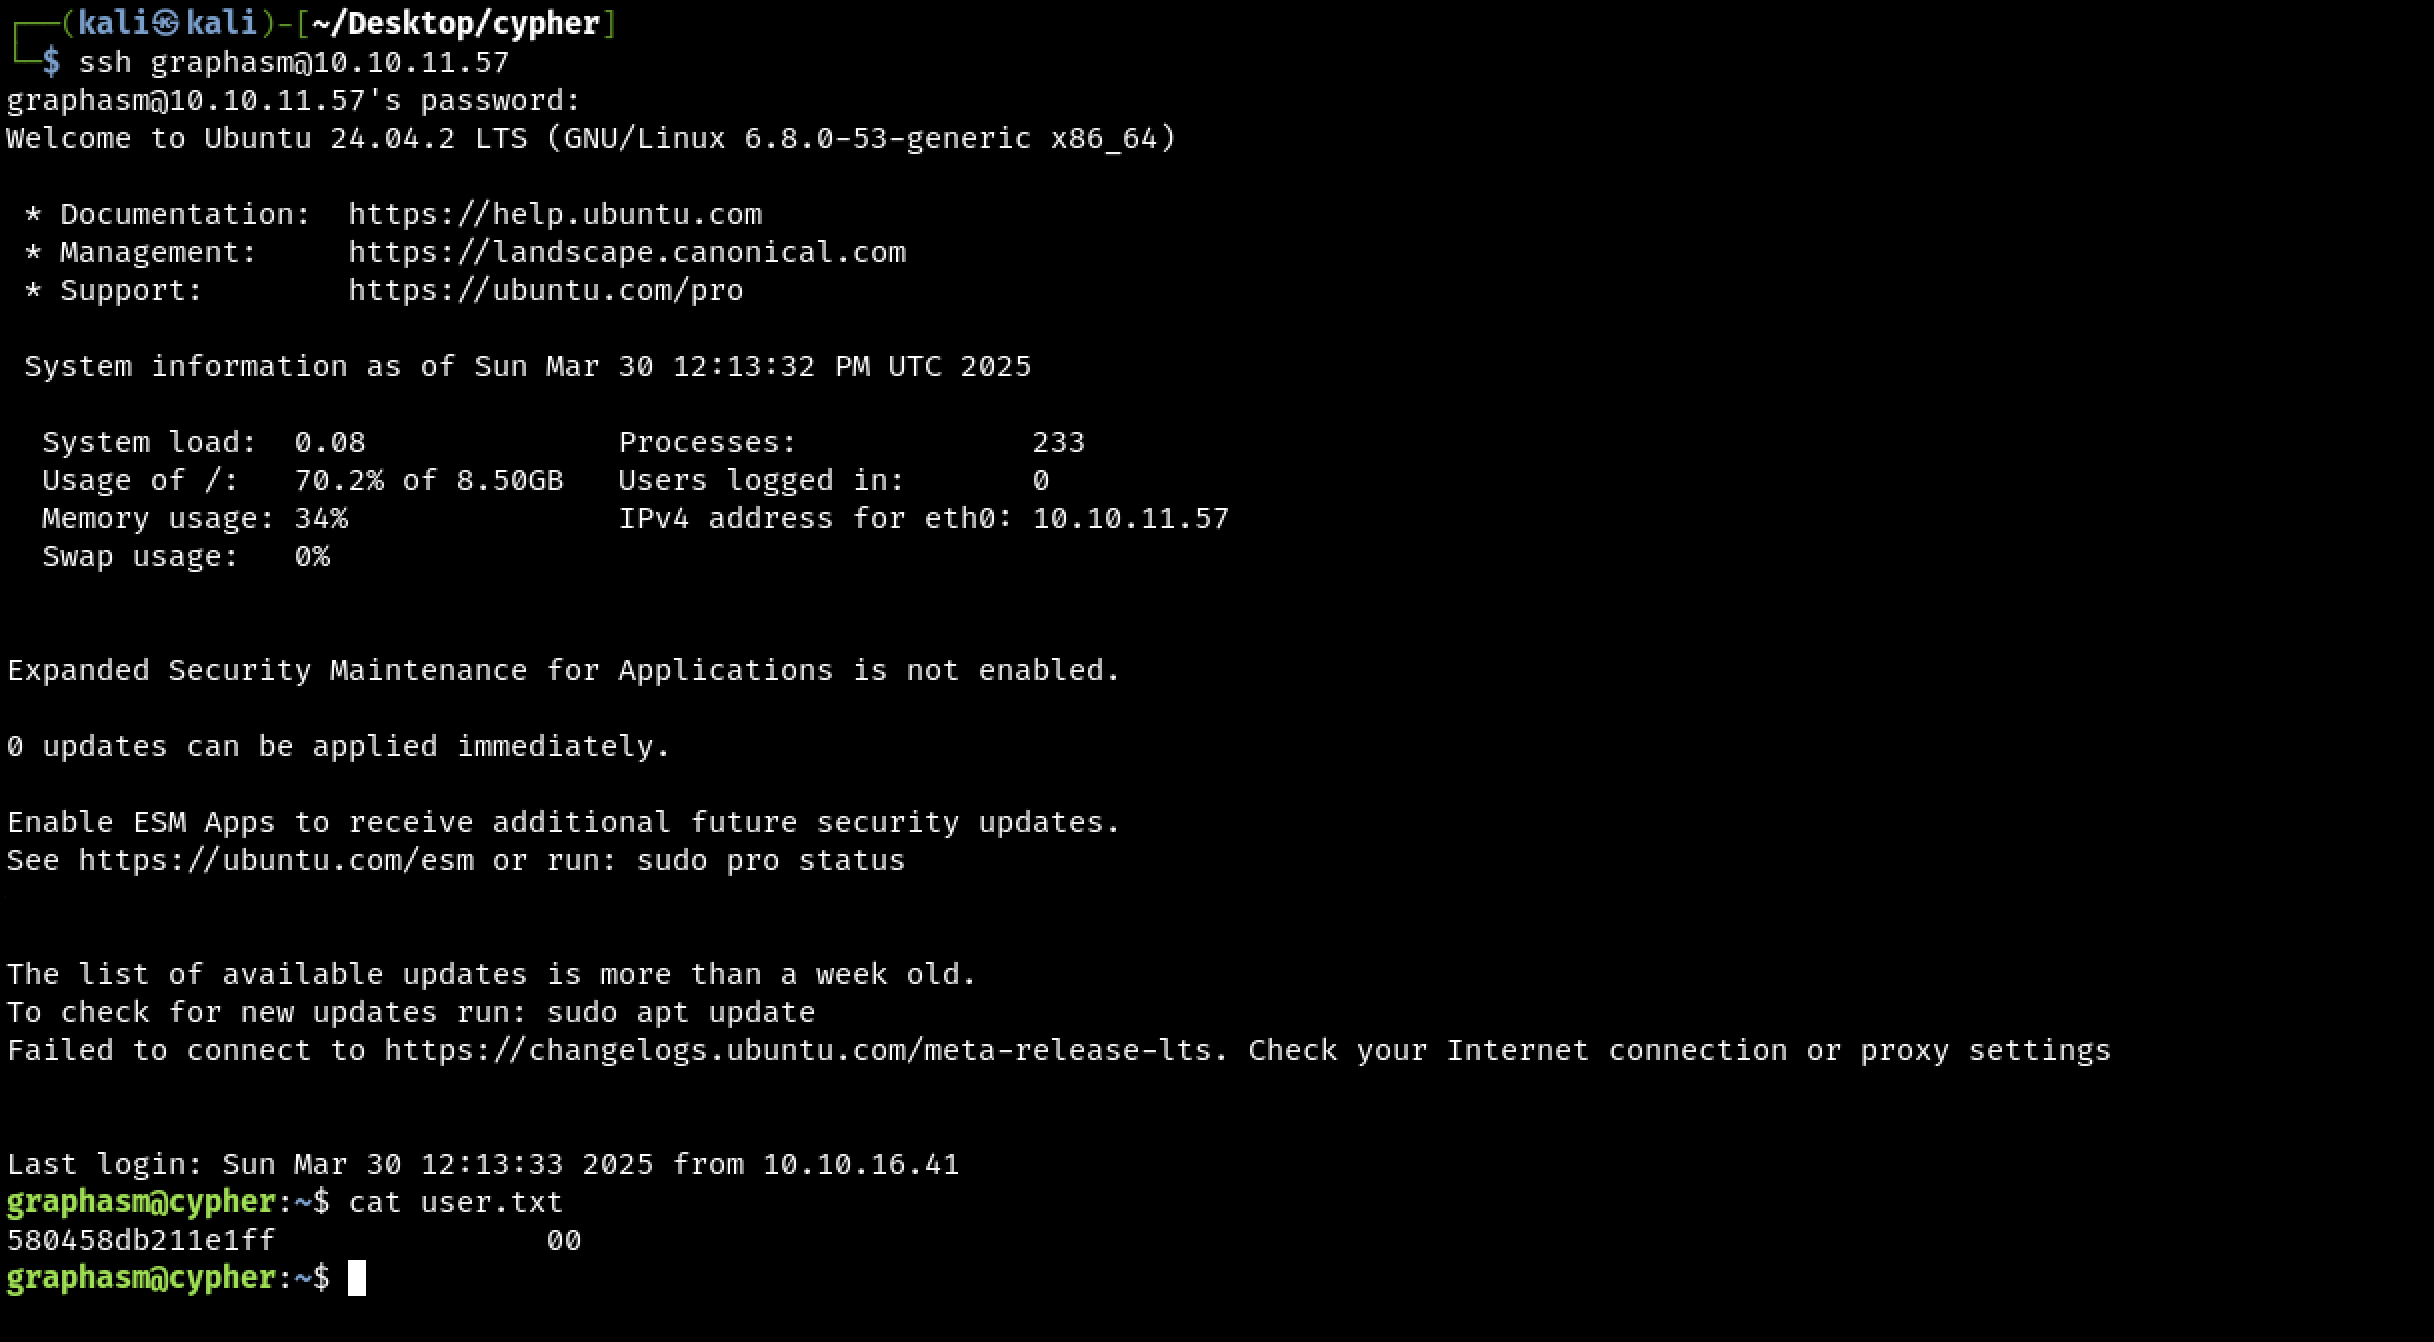 ┌──(kali㉿kali)-[~/Desktop/cypher]
└─$ ssh graphasm@10.10.11.57
graphasm@10.10.11.57's password:
Welcome to Ubuntu 24.04.2 LTS (GNU/Linux 6.8.0-53-generic x86_64)
* Documentation:  https://help.ubuntu.com
* Management:     https://landscape.canonical.com
* Support:        https://ubuntu.com/pro
System information as of Sun Mar 30 12:13:32 PM UTC 2025
System load:  0.08              Processes:             233
Usage of /:   70.2% of 8.50GB   Users logged in:       0
Memory usage: 34%               IPv4 address for eth0: 10.10.11.57
Swap usage:   0%
Expanded Security Maintenance for Applications is not enabled.
0 updates can be applied immediately.
Enable ESM Apps to receive additional future security updates.
See https://ubuntu.com/esm or run: sudo pro status
The list of available updates is more than a week old.
To check for new updates run: sudo apt update
Failed to connect to https://changelogs.ubuntu.com/meta-release-lts. Check your Internet connection or proxy settings
Last login: Sun Mar 30 12:13:33 2025 from 10.10.16.41
graphasm@cypher:~$ cat user.txt
580458db211e1ff               00
graphasm@cypher:~$